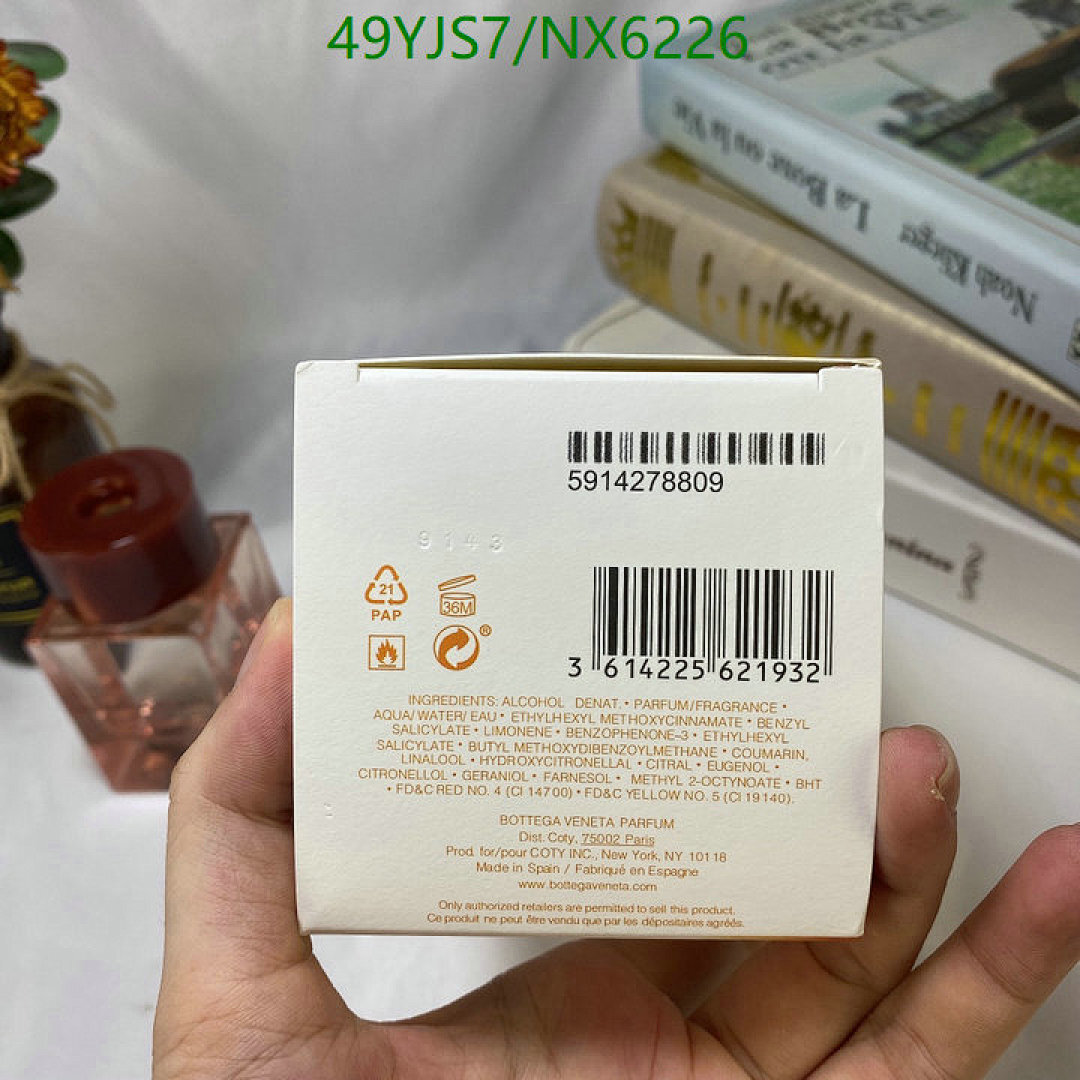 49YJS7/NX6226
La Boue ou la Vie
Noah Klieger
5914278809
9143
21
PAP
36M
®
3 614225 621932
INGREDIENTS: ALCOHOL DENAT. • PARFUM/FRAGRANCE •
AQUA/WATER/EAU • ETHYLHEXYL METHOXYCINNAMATE • BENZYL
SALICYLATE • LIMONENE • BENZOPHENONE-3 • ETHYLHEXYL
SALICYLATE • BUTYL METHOXYDIBENZOYLMETHANE • COUMARIN,
LINALOOL • HYDROXYCITRONELLAL • CITRAL • EUGENOL •
CITRONELLOL • GERANIOL • FARNESOL • METHYL 2-OCTYNOATE • BHT
• FD&C RED NO. 4 (CI 14700) • FD&C YELLOW NO. 5 (CI 19140).
BOTTEGA VENETA PARFUM
Dist. Coty, 75002 Paris
Prod. for/pour COTY INC., New York, NY 10118
Made in Spain / Fabriqué en Espagne
www.bottegaveneta.com
Only authorized retailers are permitted to sell this product.
Ce produit ne peut être vendu que par les dépositaires agréés.